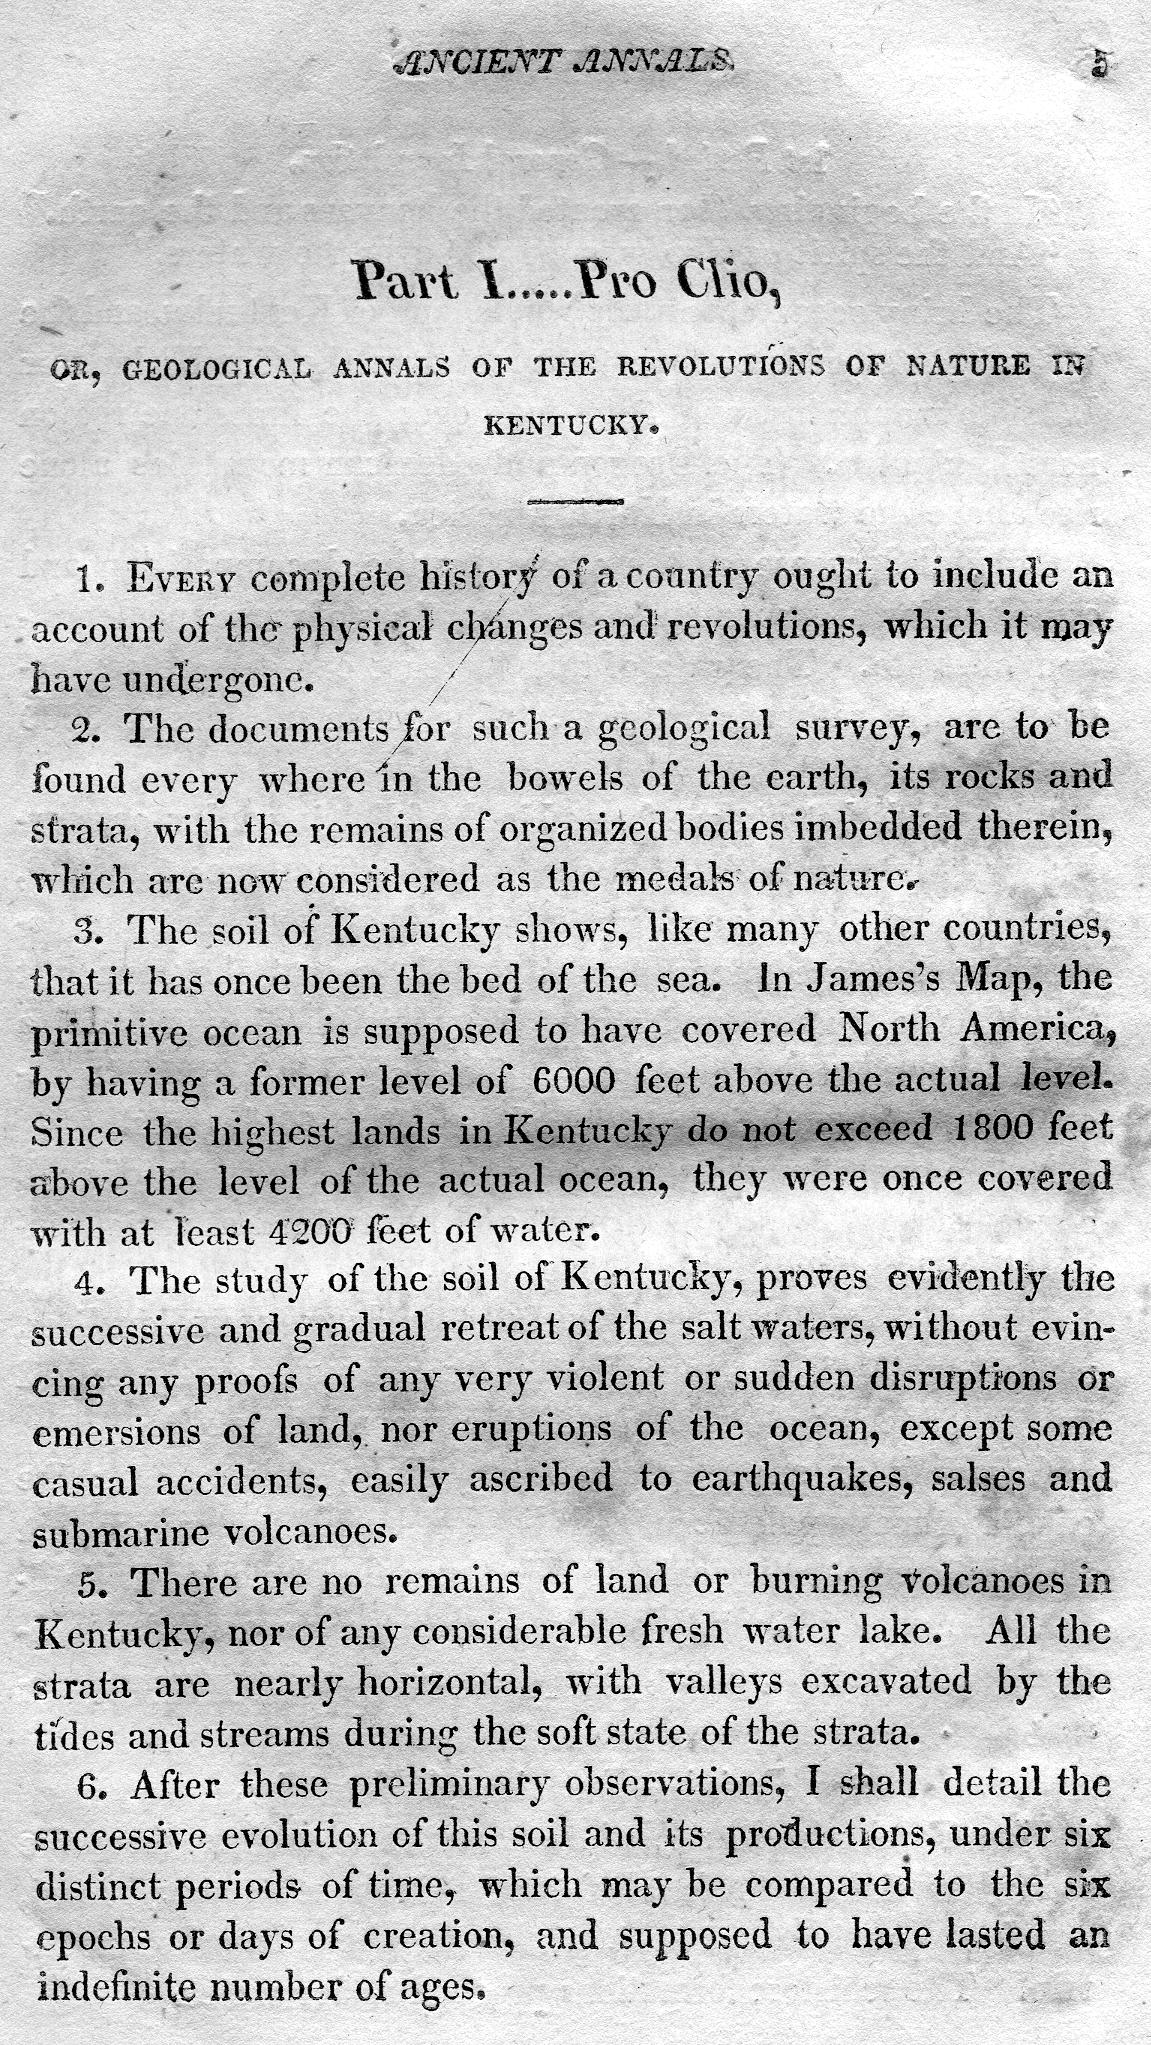 ANCIENT ANNALS. 5
Part I.....Pro Clio,
OR, GEOLOGICAL ANNALS OF THE REVOLUTIONS OF NATURE IN
KENTUCKY.
1. EVERY complete history of a country ought to include an
account of the physical changes and revolutions, which it may
have undergone.
2. The documents for such a geological survey, are to be
found every where in the bowels of the earth, its rocks and
strata, with the remains of organized bodies imbedded therein,
which are now considered as the medals of nature.
3. The soil of Kentucky shows, like many other countries,
that it has once been the bed of the sea. In James's Map, the
primitive ocean is supposed to have covered North America,
by having a former level of 6000 feet above the actual level.
Since the highest lands in Kentucky do not exceed 1800 feet
above the level of the actual ocean, they were once covered
with at least 4200 feet of water.
4. The study of the soil of Kentucky, proves evidently the
successive and gradual retreat of the salt waters, without evin-
cing any proofs of any very violent or sudden disruptions or
emersions of land, nor eruptions of the ocean, except some
casual accidents, easily ascribed to earthquakes, salses and
submarine volcanoes.
5. There are no remains of land or burning volcanoes in
Kentucky, nor of any considerable fresh water lake. All the
strata are nearly horizontal, with valleys excavated by the
tides and streams during the soft state of the strata.
6. After these preliminary observations, I shall detail the
successive evolution of this soil and its productions, under six
distinct periods of time, which may be compared to the six
epochs or days of creation, and supposed to have lasted an
indefinite number of ages.